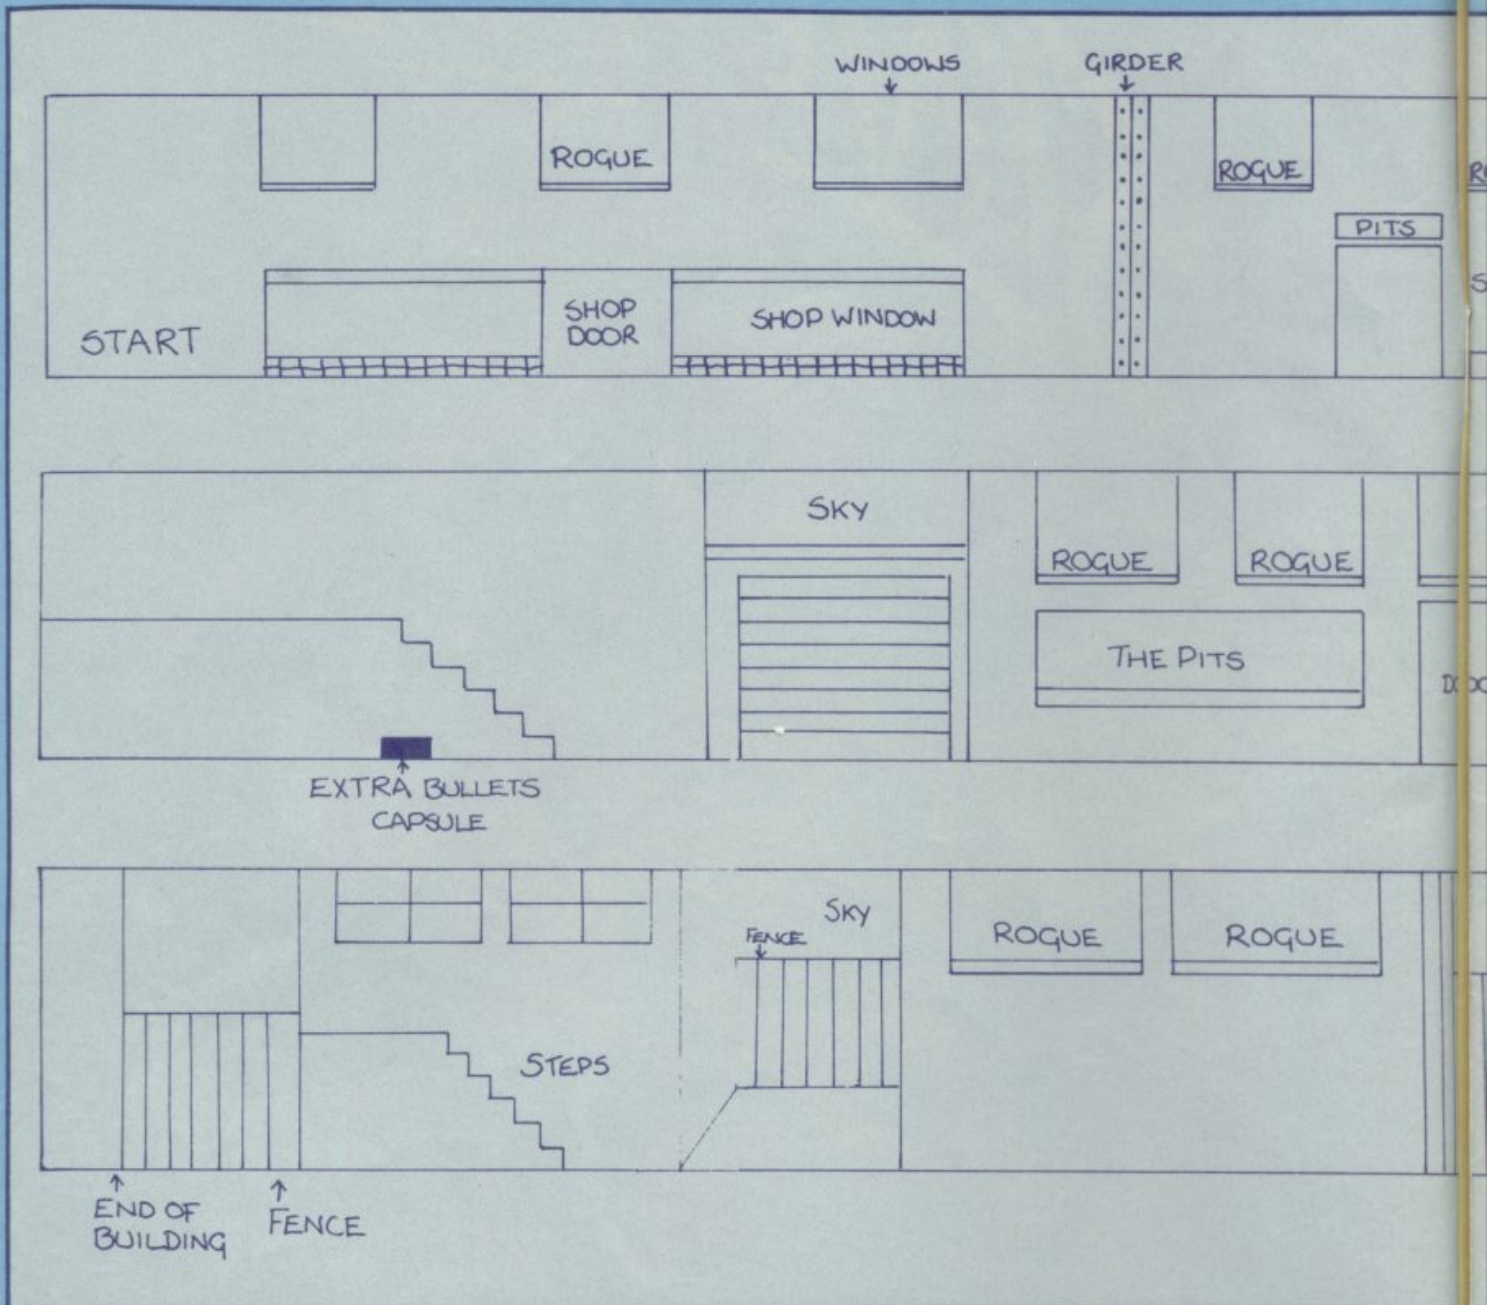 WINDOWS
GIRDER
ROGUE
ROGUE
PITS
START
SHOP
DOOR
SHOP WINDOW
SKY
ROGUE
ROGUE
THE PITS
EXTRA BULLETS
CAPSULE
SKY
FENCE
ROGUE
ROGUE
STEPS
END OF
BUILDING
FENCE